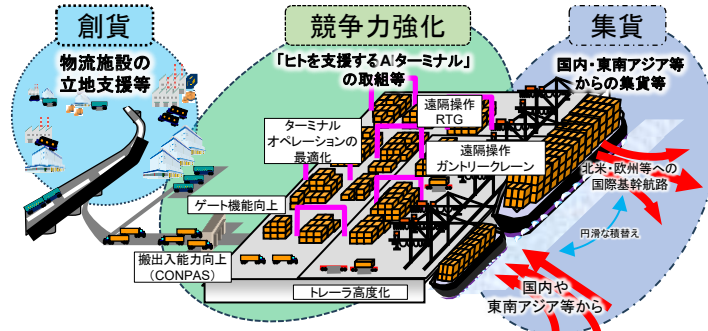 創貨
物流施設の
立地支援等
競争力強化
「ヒトを支援するAIターミナル」
の取組等
遠隔操作
RTG
ターミナル
オペレーションの
最適化
遠隔操作
ガントリークレーン
ゲート機能向上
搬出入能力向上
（CONPAS）
トレーラ高度化
集貨
国内・東南アジア等
からの集貨等
北米・欧州等への
国際基幹航路
円滑な積替え
国内や
東南アジア等から